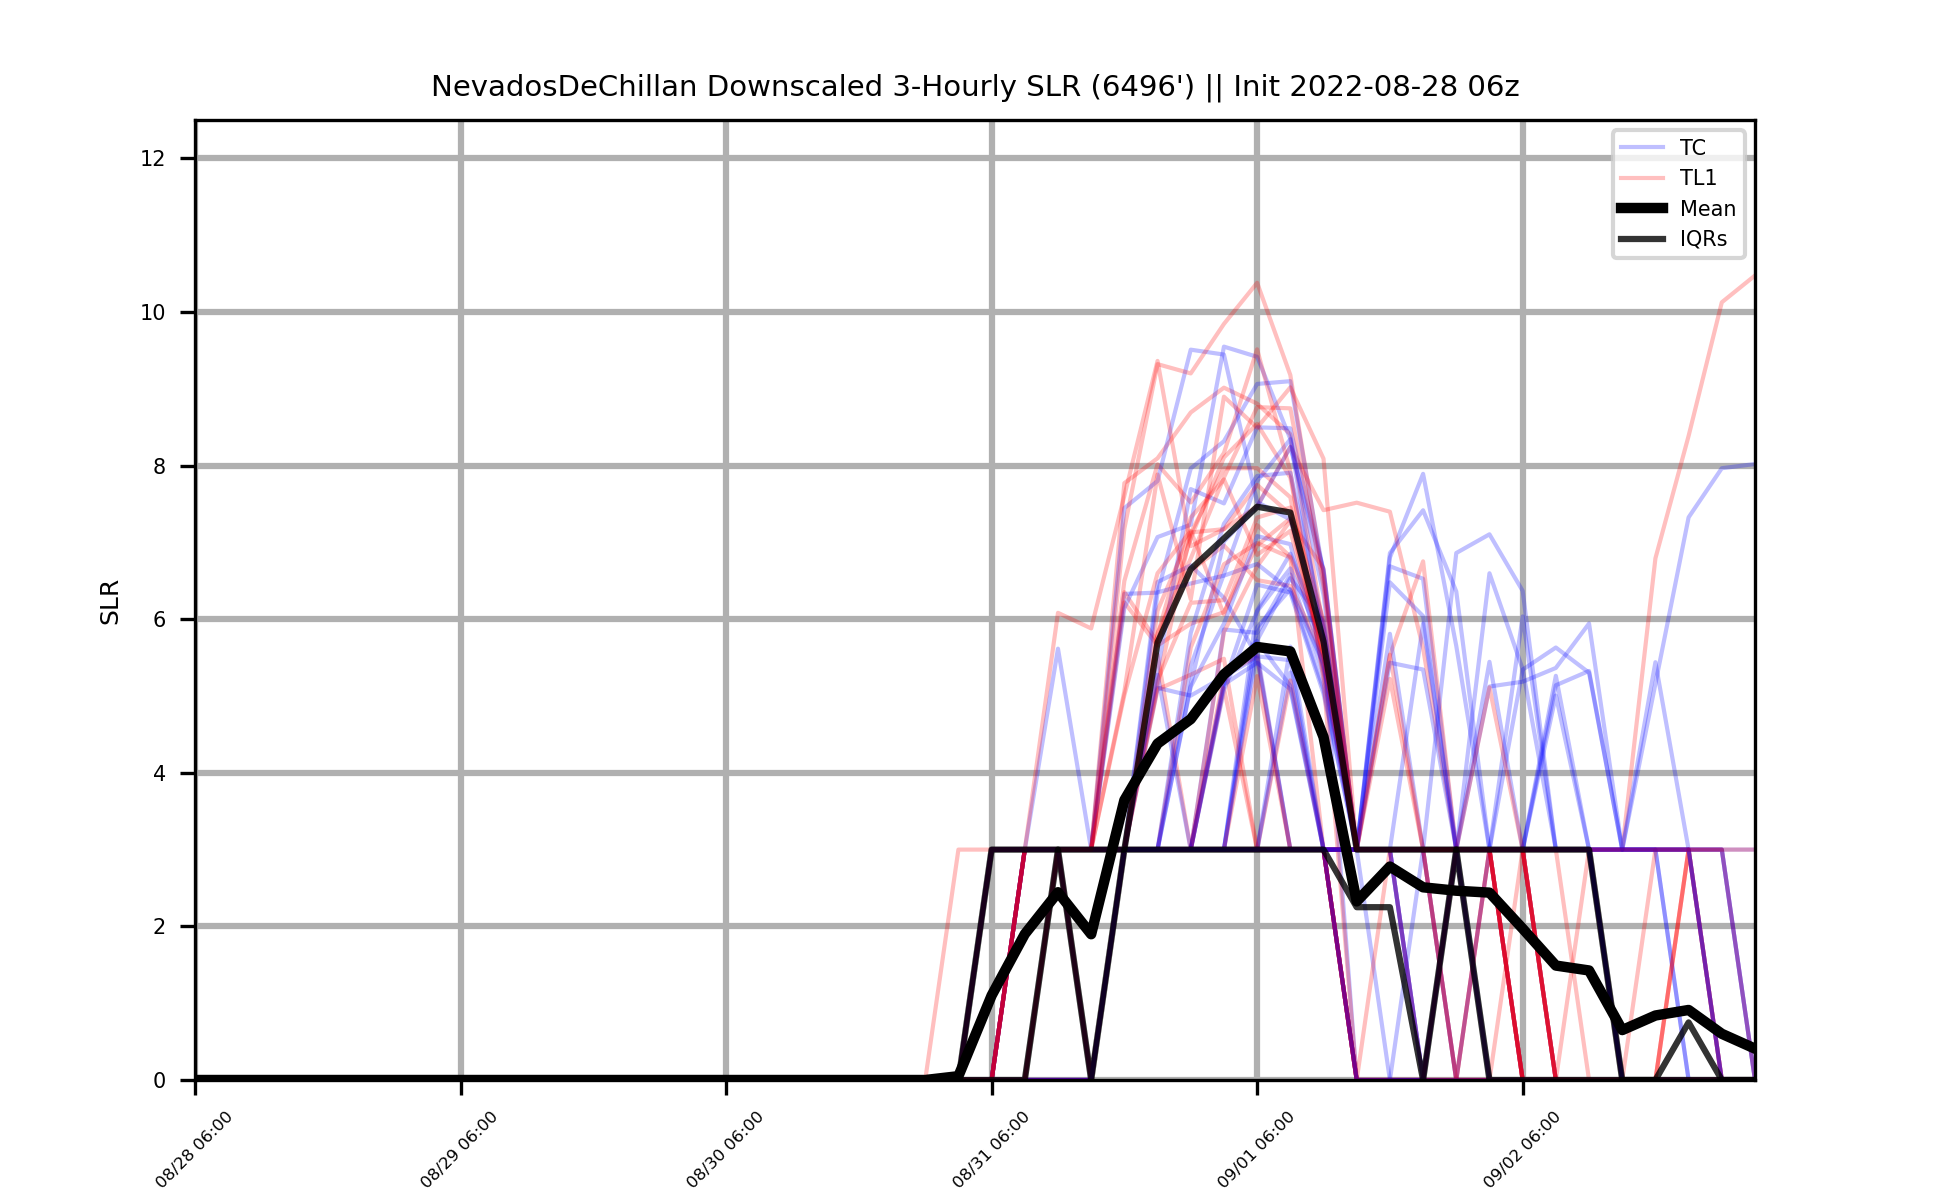 NevadosDeChillan Downscaled 3-Hourly SLR (6496') || Init 2022-08-28 06z
TC
TL1
Mean
IQRs
SLR
12
10
8
6
4
2
0
08/28 06:00
08/29 06:00
08/30 06:00
08/31 06:00
09/01 06:00
09/02 06:00